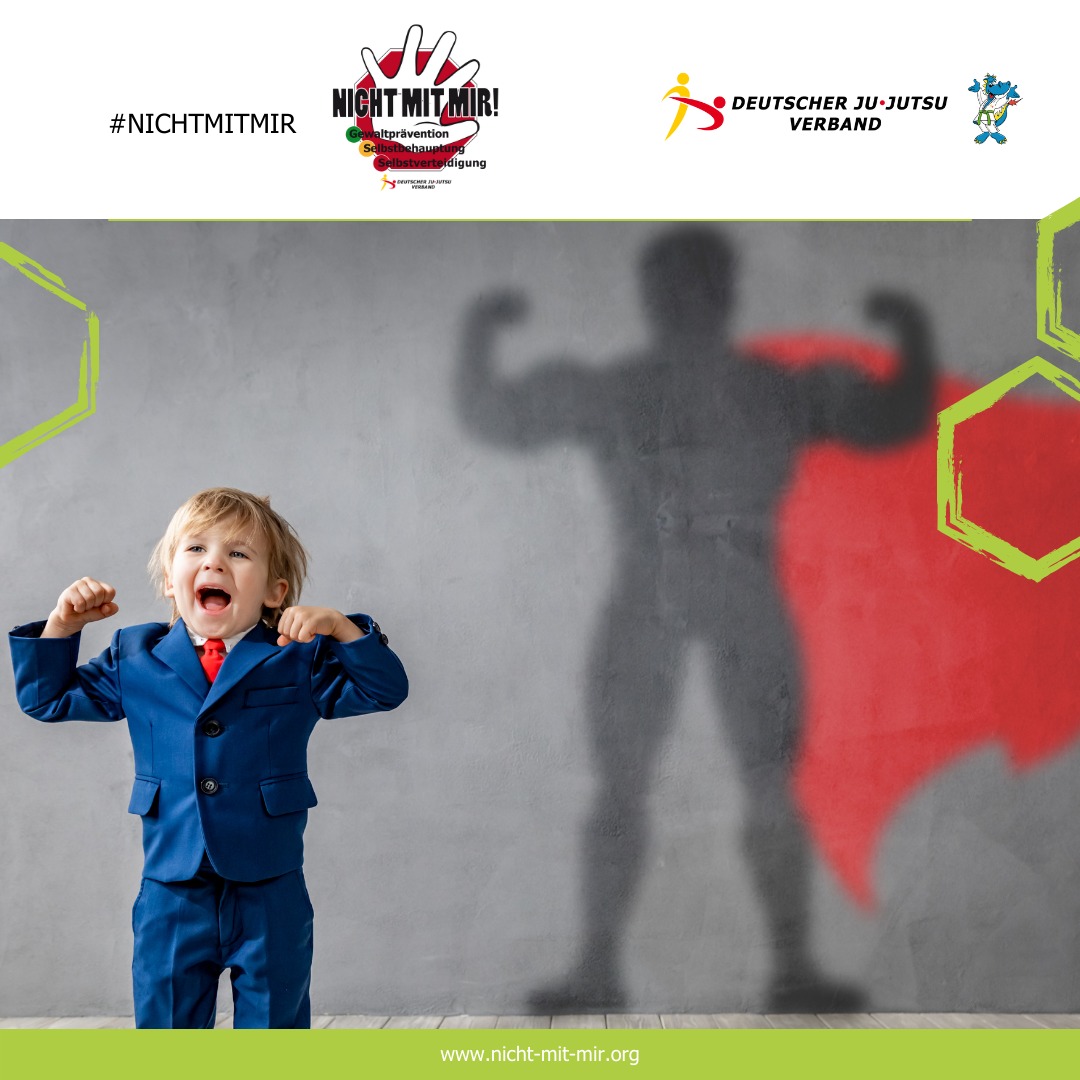 #NICHTMITMIR
NICHT MIT MIR!
Gewaltprävention
Selbstbehauptung
Selbstverteidigung
DEUTSCHER JU-JUTSU
VERBAND
DEUTSCHER JU•JUTSU
VERBAND
www.nicht-mit-mir.org